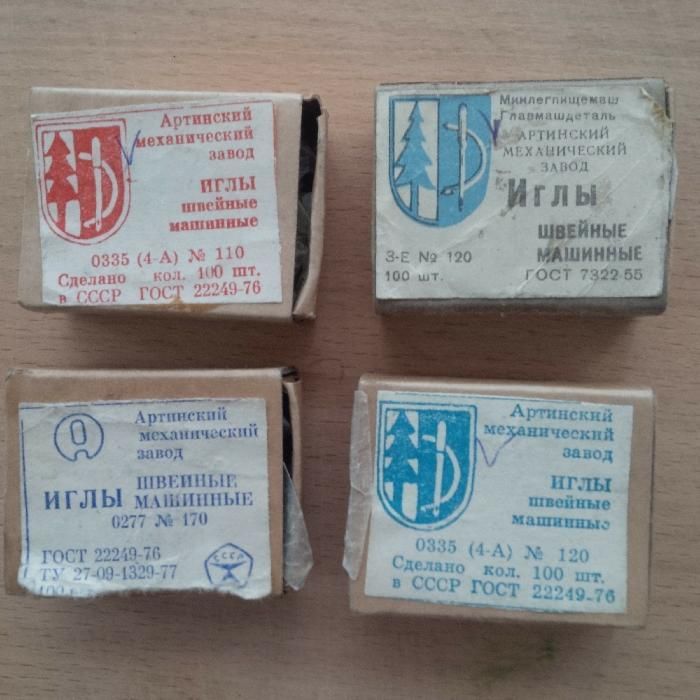 Артинский
механический
завод
ИГЛЫ
швейные
машинные
0335 (4-А) № 110
Сделано кол. 100 шт.
в СССР ГОСТ 22249-76
Минлегпищемаш
Главмашдеталь
АРТИНСКИЙ
МЕХАНИЧЕСКИЙ
ЗАВОД
Иглы
ШВЕЙНЫЕ
МАШИННЫЕ
3-Е № 120
100 шт.
ГОСТ 7322-55
Артинский
механический
завод
ИГЛЫ ШВЕЙНЫЕ
МАШИННЫЕ
0277 № 170
ГОСТ 22249-76
ТУ 27-09-1329-77
СССР
Артинский
механический
завод
ИГЛЫ
швейные
машинные
0335 (4-А) № 120
Сделано кол. 100 шт.
в СССР ГОСТ 22249-76